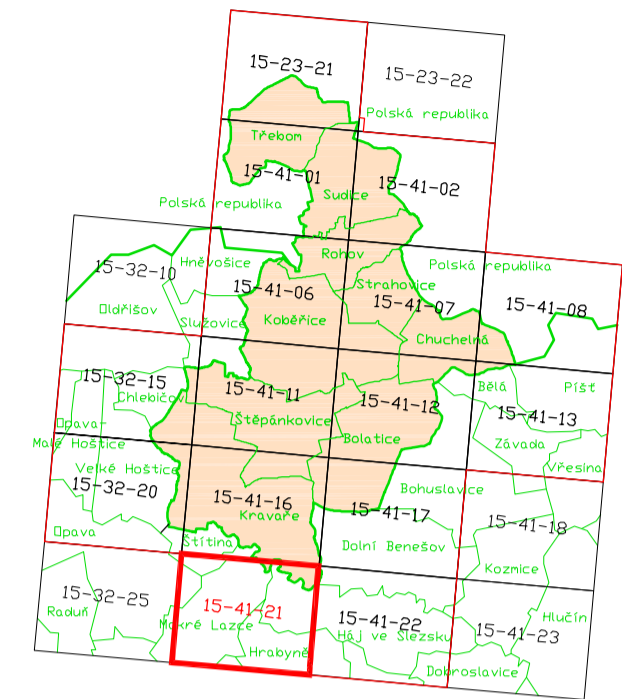 15-23-21
15-23-22
Polská republika
Třebom
15-41-01
15-41-02
Sudice
Polská republika
Rohov
Hněvošice
Polská republika
15-32-10
15-41-06
Strahovice
15-41-07
15-41-08
Oldřišov
Služovice
Kobeřice
Chuchelná
15-32-15
Chlebičov
15-41-11
15-41-12
Bělá
Píšť
15-41-13
Opava-
Malé Hoštice
Štěpánkovice
Bolatice
Závada
Vřesina
Velké Hoštice
15-32-20
15-41-16
Kravaře
Bohuslavice
15-41-17
15-41-18
Opava
Štítina
Dolní Benešov
Kozmice
15-32-25
Raduň
15-41-21
Mokré Lazce
Hrabyně
15-41-22
Háj ve Slezsku
15-41-23
Hlučín
Dobroslavice